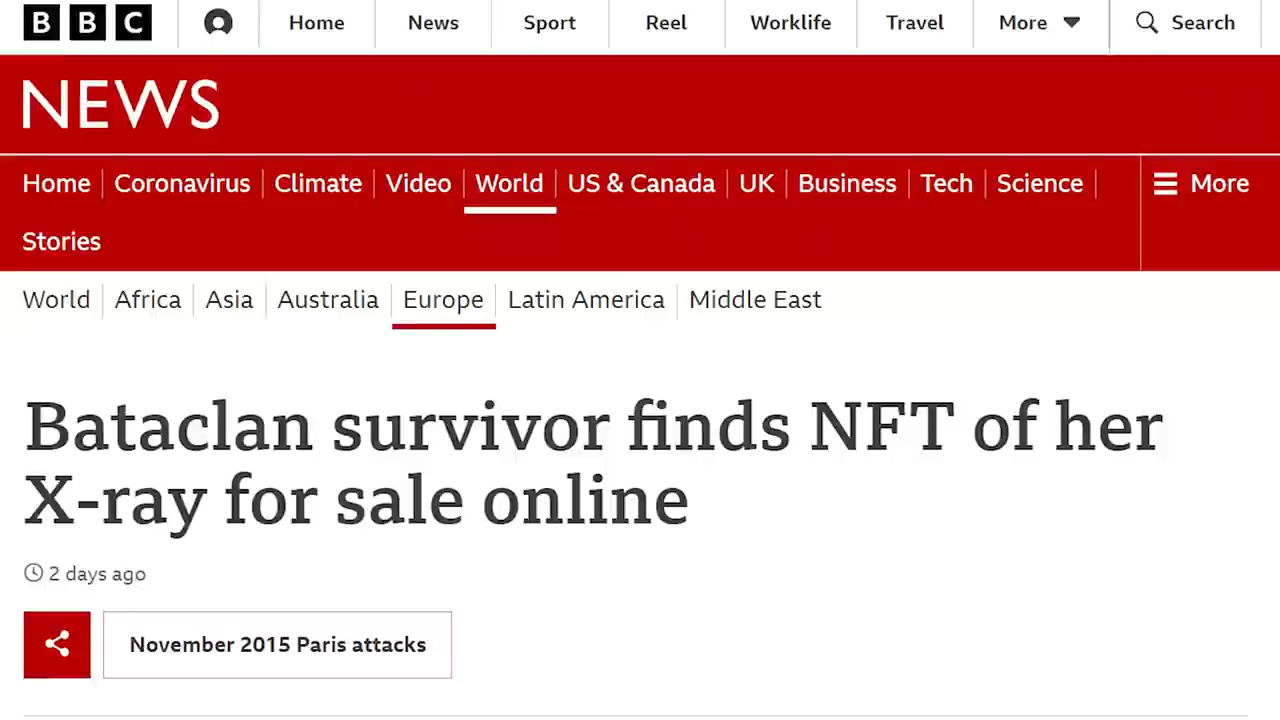 BBC Home News Sport Reel Worklife Travel More Search
NEWS
Home Coronavirus Climate Video World US & Canada UK Business Tech Science More
Stories
World Africa Asia Australia Europe Latin America Middle East
Bataclan survivor finds NFT of her
X-ray for sale online
2 days ago
November 2015 Paris attacks